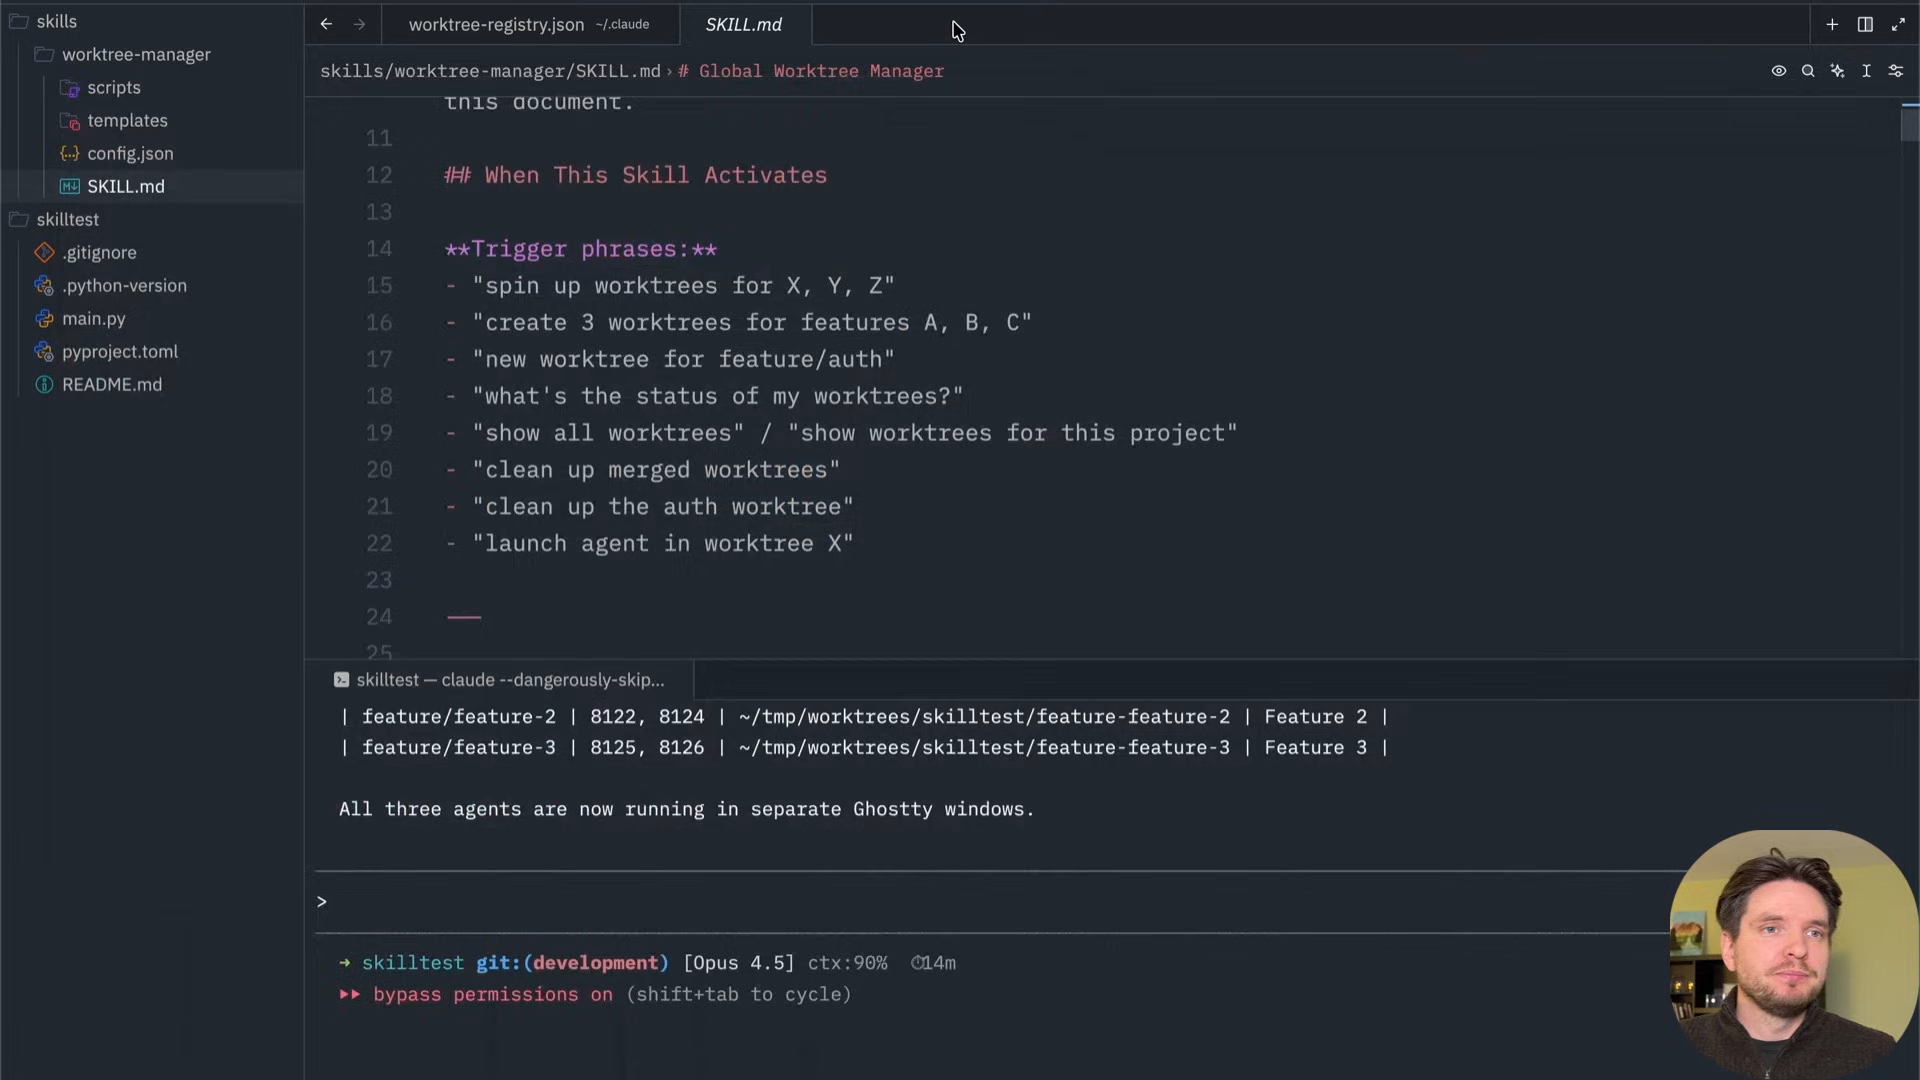 skills
worktree-manager
scripts
templates
config.json
SKILL.md
skilltest
.gitignore
.python-version
main.py
pyproject.toml
README.md
worktree-registry.json ~/.claude
SKILL.md
skills/worktree-manager/SKILL.md › # Global Worktree Manager
this document.
11
12 ## When This Skill Activates
13
14 **Trigger phrases:**
15 - "spin up worktrees for X, Y, Z"
16 - "create 3 worktrees for features A, B, C"
17 - "new worktree for feature/auth"
18 - "what's the status of my worktrees?"
19 - "show all worktrees" / "show worktrees for this project"
20 - "clean up merged worktrees"
21 - "clean up the auth worktree"
22 - "launch agent in worktree X"
23
24 ---
25
skilltest — claude --dangerously-skip...
| feature/feature-2 | 8122, 8124 | ~/tmp/worktrees/skilltest/feature-feature-2 | Feature 2 |
| feature/feature-3 | 8125, 8126 | ~/tmp/worktrees/skilltest/feature-feature-3 | Feature 3 |
All three agents are now running in separate Ghostty windows.
>
➜ skilltest git:(development) [Opus 4.5] ctx:90% ⏱14m
⏵⏵ bypass permissions on (shift+tab to cycle)